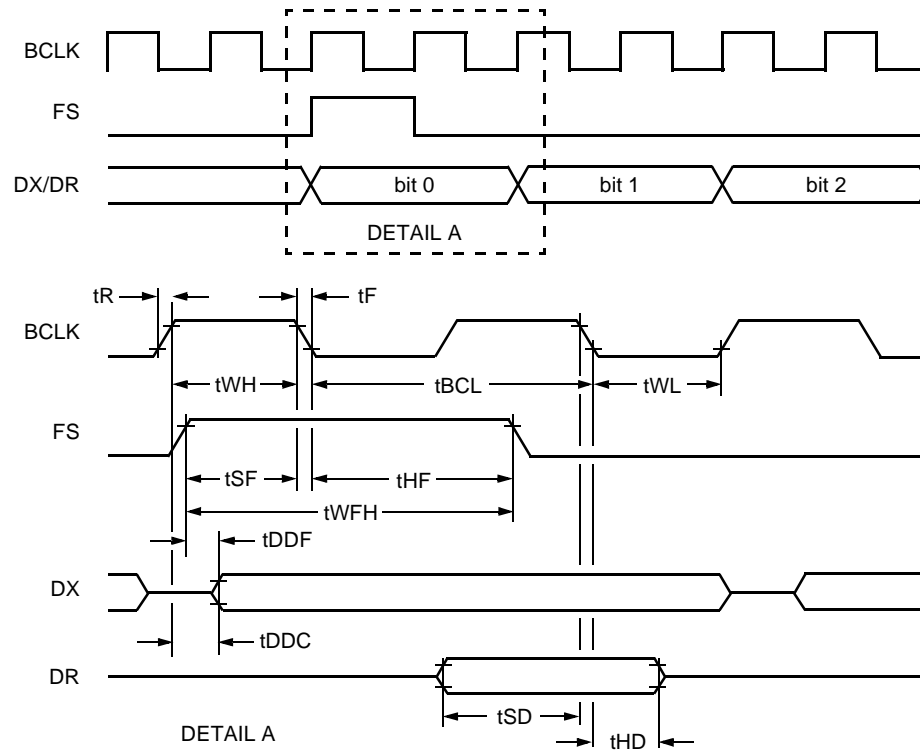 BCLK
FS
DX/DR
bit 0
bit 1
bit 2
DETAIL A
tR
tF
BCLK
tWH
tBCL
tWL
FS
tSF
tHF
tWFH
tDDF
DX
tDDC
DR
tSD
DETAIL A
tHD